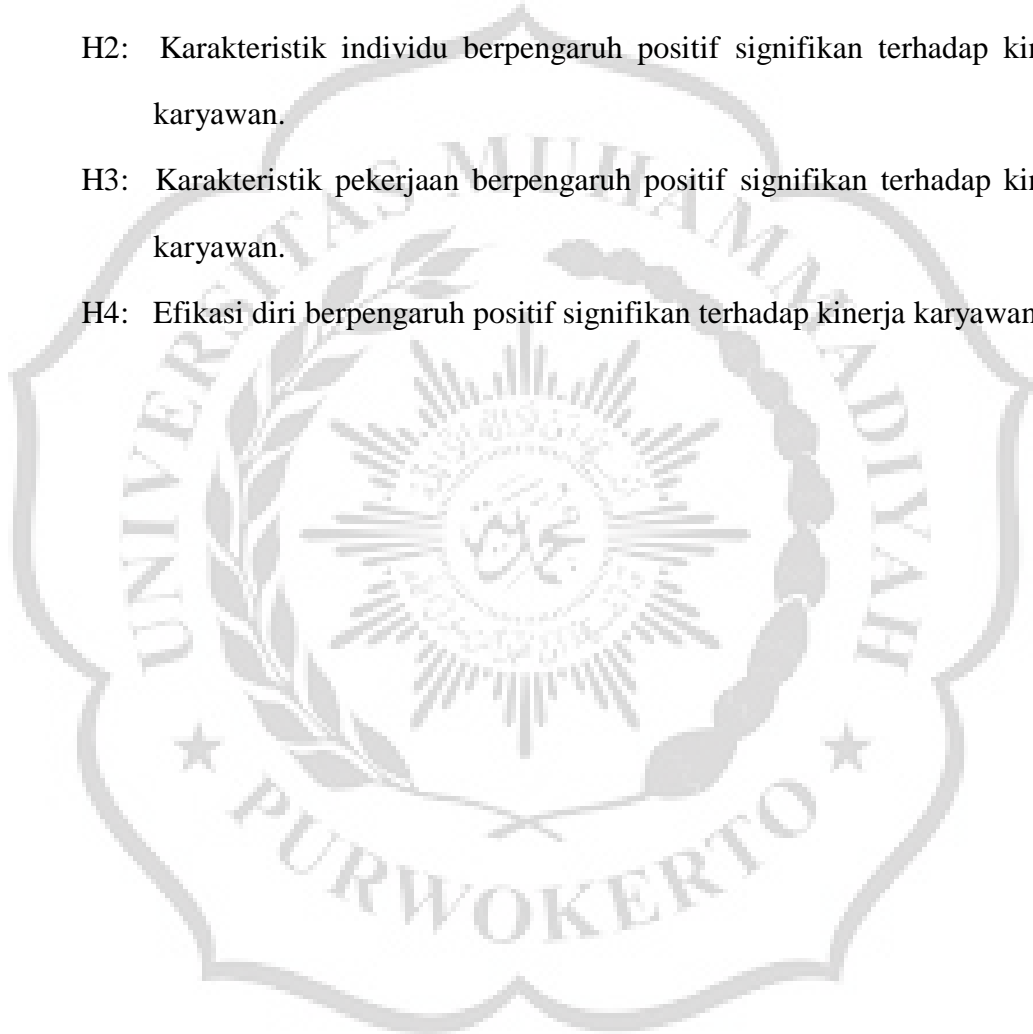 H2: Karakteristik individu berpengaruh positif signifikan terhadap kin
karyawan.
H3: Karakteristik pekerjaan berpengaruh positif signifikan terhadap kin
karyawan.
H4: Efikasi diri berpengaruh positif signifikan terhadap kinerja karyawan
UNIVERSITAS MUHAMMADIYAH
PURWOKERTO